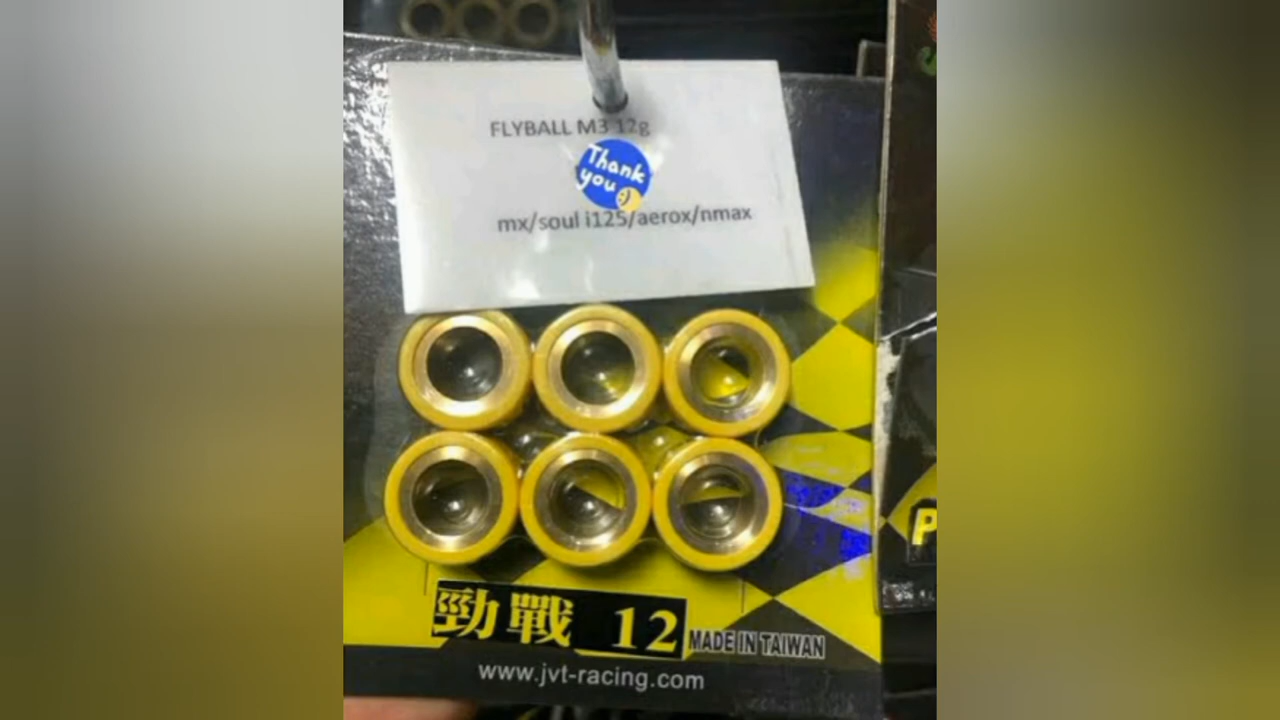 FLYBALL M3 12g
Thank
you
mx/soul i125/aerox/nmax
勁戰 12
MADE IN TAIWAN
www.jvt-racing.com
P